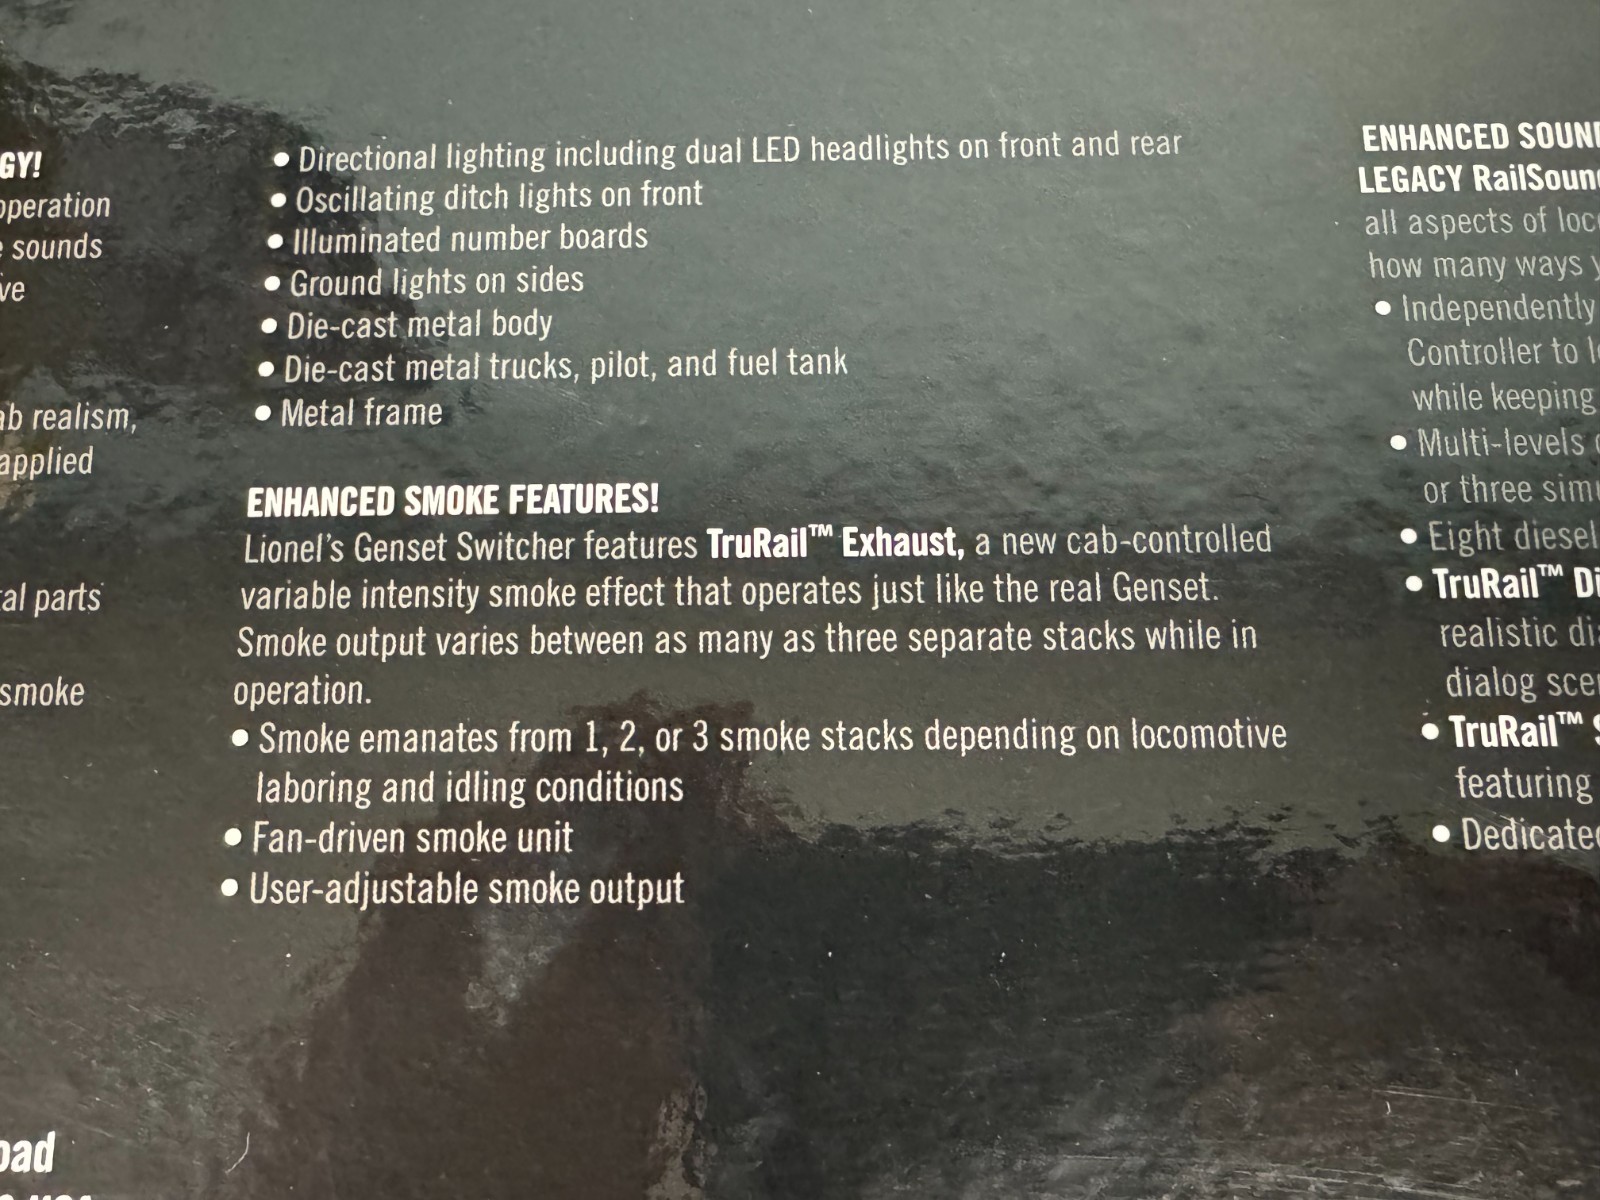 GY!
operation
sounds
ab realism,
applied
parts
smoke
• Directional lighting including dual LED headlights on front and rear
• Oscillating ditch lights on front
• Illuminated number boards
• Ground lights on sides
• Die-cast metal body
• Die-cast metal trucks, pilot, and fuel tank
• Metal frame
ENHANCED SMOKE FEATURES!
Lionel's Genset Switcher features TruRail™ Exhaust, a new cab-controlled
variable intensity smoke effect that operates just like the real Genset.
Smoke output varies between as many as three separate stacks while in
operation.
• Smoke emanates from 1, 2, or 3 smoke stacks depending on locomotive
laboring and idling conditions
• Fan-driven smoke unit
• User-adjustable smoke output
ENHANCED SOUN
LEGACY RailSoun
all aspects of loc
how many ways y
• Independently
Controller to l
while keeping
• Multi-levels
or three sim
• Eight diesel
• TruRail™ Di
realistic di
dialog sce
• TruRail™ S
featuring
• Dedicate